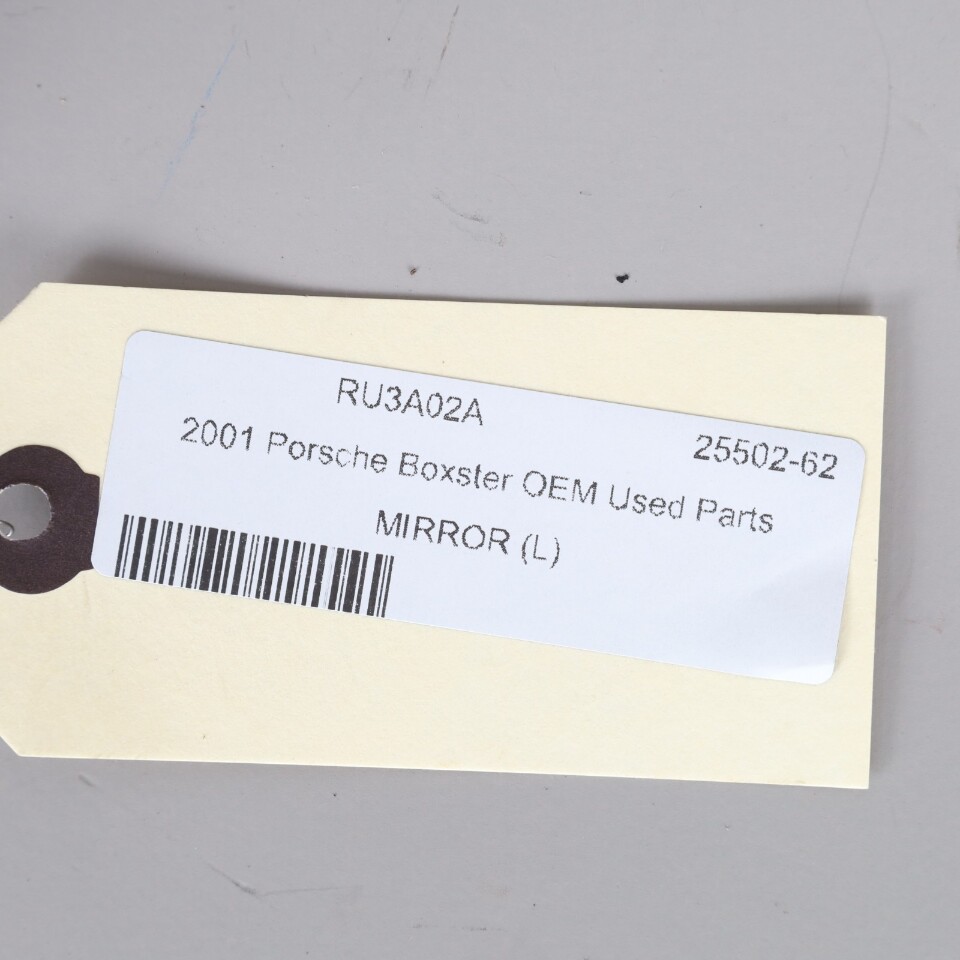 RU3A02A
25502-62
2001 Porsche Boxster OEM Used Parts
MIRROR (L)